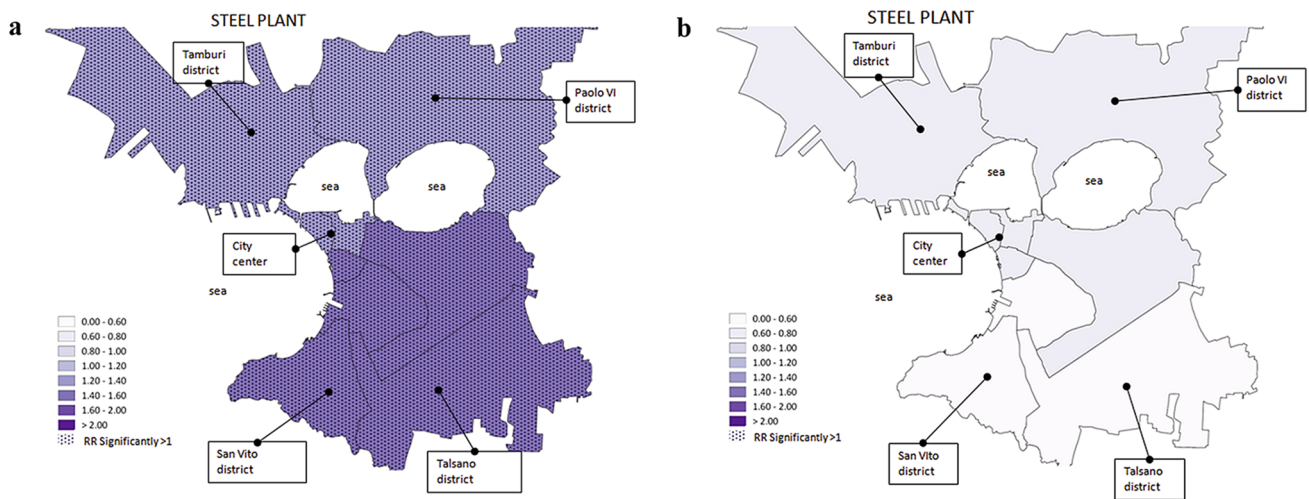 a
STEEL PLANT
Tamburi
district
Paolo VI
district
sea
sea
City
center
sea
0.00 - 0.60
0.60 - 0.80
0.80 - 1.00
1.00 - 1.20
1.20 - 1.40
1.40 - 1.60
1.60 - 2.00
> 2.00
RR Significantly >1
San Vito
district
Talsano
district
b
STEEL PLANT
Tamburi
district
Paolo VI
district
sea
sea
City
center
sea
0.00 - 0.60
0.60 - 0.80
0.80 - 1.00
1.00 - 1.20
1.20 - 1.40
1.40 - 1.60
1.60 - 2.00
> 2.00
RR Significantly >1
San Vito
district
Talsano
district